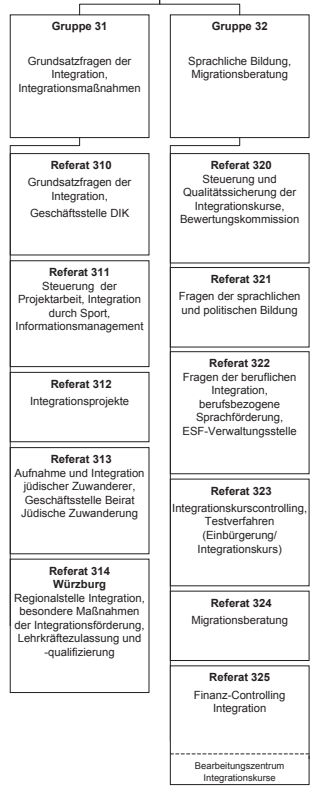 Gruppe 31
Grundsatzfragen der
Integration,
Integrationsmaßnahmen
Referat 310
Grundsatzfragen der
Integration,
Geschäftsstelle DIK
Referat 311
Steuerung der
Projektarbeit, Integration
durch Sport,
Informationsmanagement
Referat 312
Integrationsprojekte
Referat 313
Aufnahme und Integration
jüdischer Zuwanderer,
Geschäftsstelle Beirat
Jüdische Zuwanderung
Referat 314
Würzburg
Regionalstelle Integration,
besondere Maßnahmen
der Integrationsförderung,
Lehrkräftezulassung und
-qualifizierung
Gruppe 32
Sprachliche Bildung,
Migrationsberatung
Referat 320
Steuerung und
Qualitätssicherung der
Integrationskurse,
Bewertungskommission
Referat 321
Fragen der sprachlichen
und politischen Bildung
Referat 322
Fragen der beruflichen
Integration,
berufsbezogene
Sprachförderung,
ESF-Verwaltungsstelle
Referat 323
Integrationskurscontrolling,
Testverfahren
(Einbürgerung/
Integrationskurs)
Referat 324
Migrationsberatung
Referat 325
Finanz-Controlling
Integration
Bearbeitungszentrum
Integrationskurse